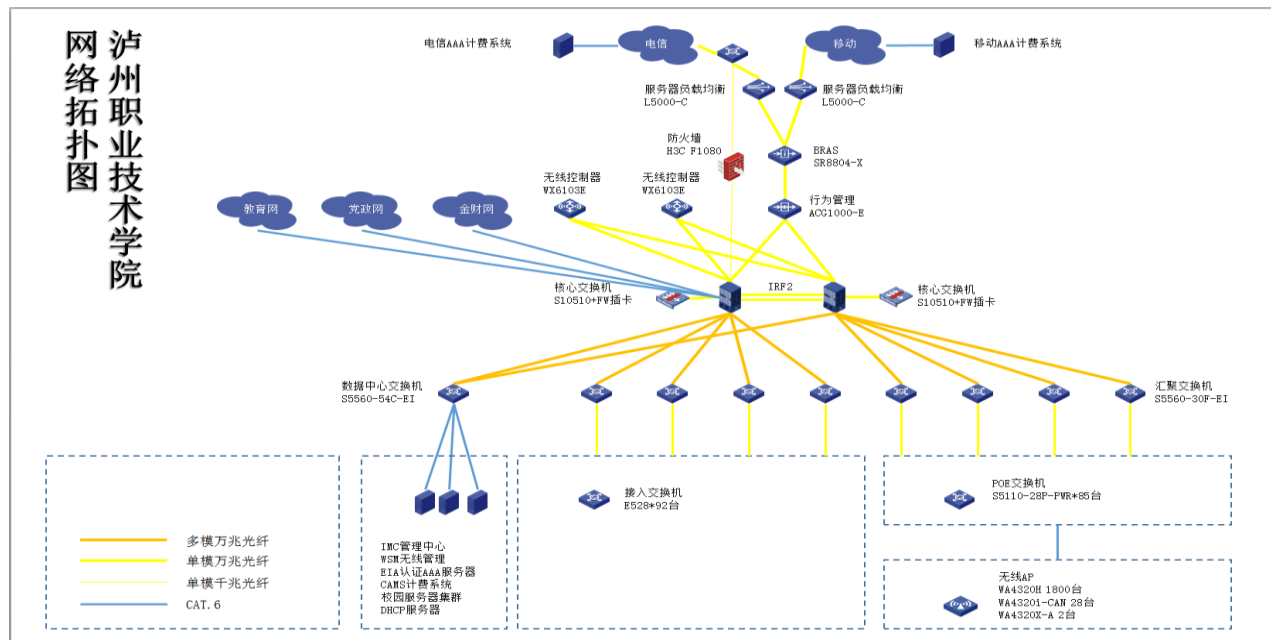 泸州职业技术学院
网络拓扑图
电信AAA计费系统
电信
移动
移动AAA计费系统
服务器负载均衡
L5000-C
服务器负载均衡
L5000-C
防火墙
H3C F1080
BRAS
SR8804-X
无线控制器
WX6103E
无线控制器
WX6103E
行为管理
ACG1000-E
教育网
党政网
金财网
核心交换机
S10510+FW插卡
IRF2
核心交换机
S10510+FW插卡
数据中心交换机
S5560-54C-EI
汇聚交换机
S5560-30F-EI
接入交换机
E528*92台
POE交换机
S5110-28P-PWR*85台
多模万兆光纤
单模万兆光纤
单模千兆光纤
CAT.6
IMC管理中心
WSM无线管理
EIA认证AAA服务器
CAMS计费系统
校园服务器集群
DHCP服务器
无线AP
WA4320H 1800台
WA4320i-CAN 28台
WA4320X-A 2台